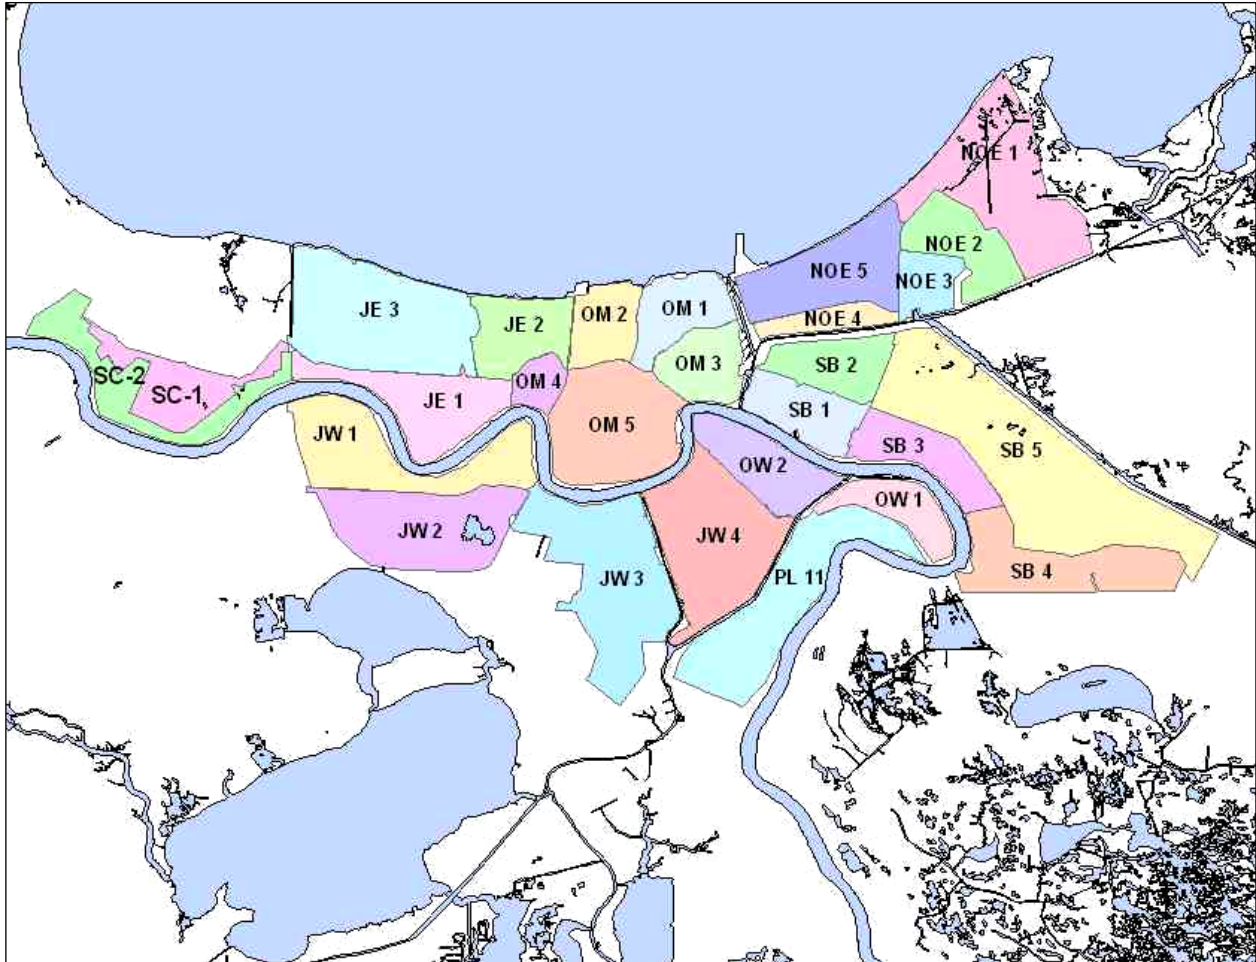 NOE 1
NOE 2
NOE 5
NOE 3
JE 3
OM 1
OM 2
JE 2
NOE 4
OM 3
SB 2
SC-2
OM 4
SC-1
JE 1
SB 1
OM 5
JW 1
SB 3
SB 5
OW 2
OW 1
JW 2
JW 4
SB 4
JW 3
PL 11